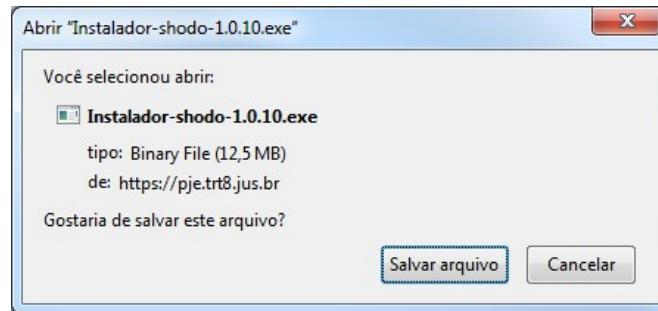 Abrir "Instalador-shodo-1.0.10.exe"
Você selecionou abrir:
Instalador-shodo-1.0.10.exe
tipo: Binary File (12,5 MB)
de: https://pje.trt8.jus.br
Gostaria de salvar este arquivo?
Salvar arquivo Cancelar